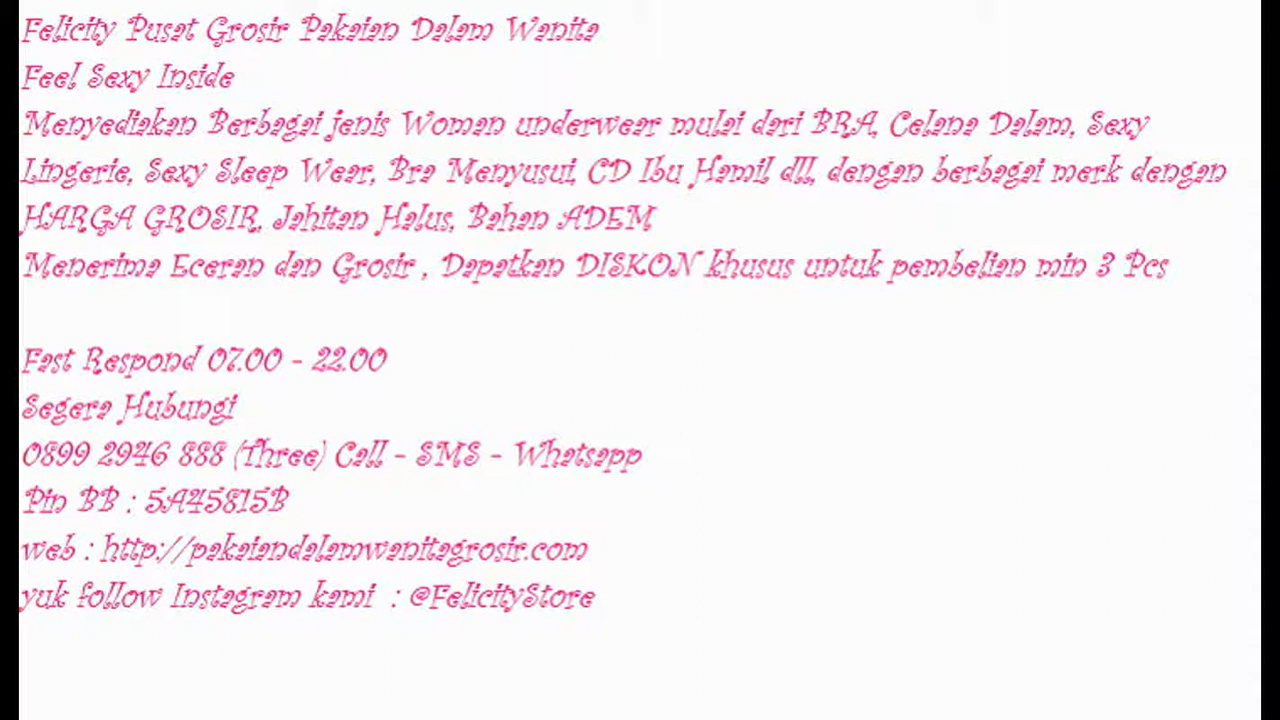 Felicity Pusat Grosir Pakaian Dalam Wanita
Feel Sexy Inside
Menyediakan Berbagai jenis Woman underwear mulai dari BRA, Celana Dalam, Sexy
Lingerie, Sexy Sleep Wear, Bra Menyusui, CD Ibu Hamil dll, dengan berbagai merk dengan
HARGA GROSIR, Jahitan Halus, Bahan ADEM
Menerima Eceran dan Grosir , Dapatkan DISKON khusus untuk pembelian min 3 Pcs
Fast Respond 07.00 - 22.00
Segera Hubungi
0899 2946 888 (Three) Call - SMS - Whatsapp
Pin BB : 5A45815B
web : http://pakaiandalamwanitagrosir.com
yuk follow Instagram kami : @FelicityStore